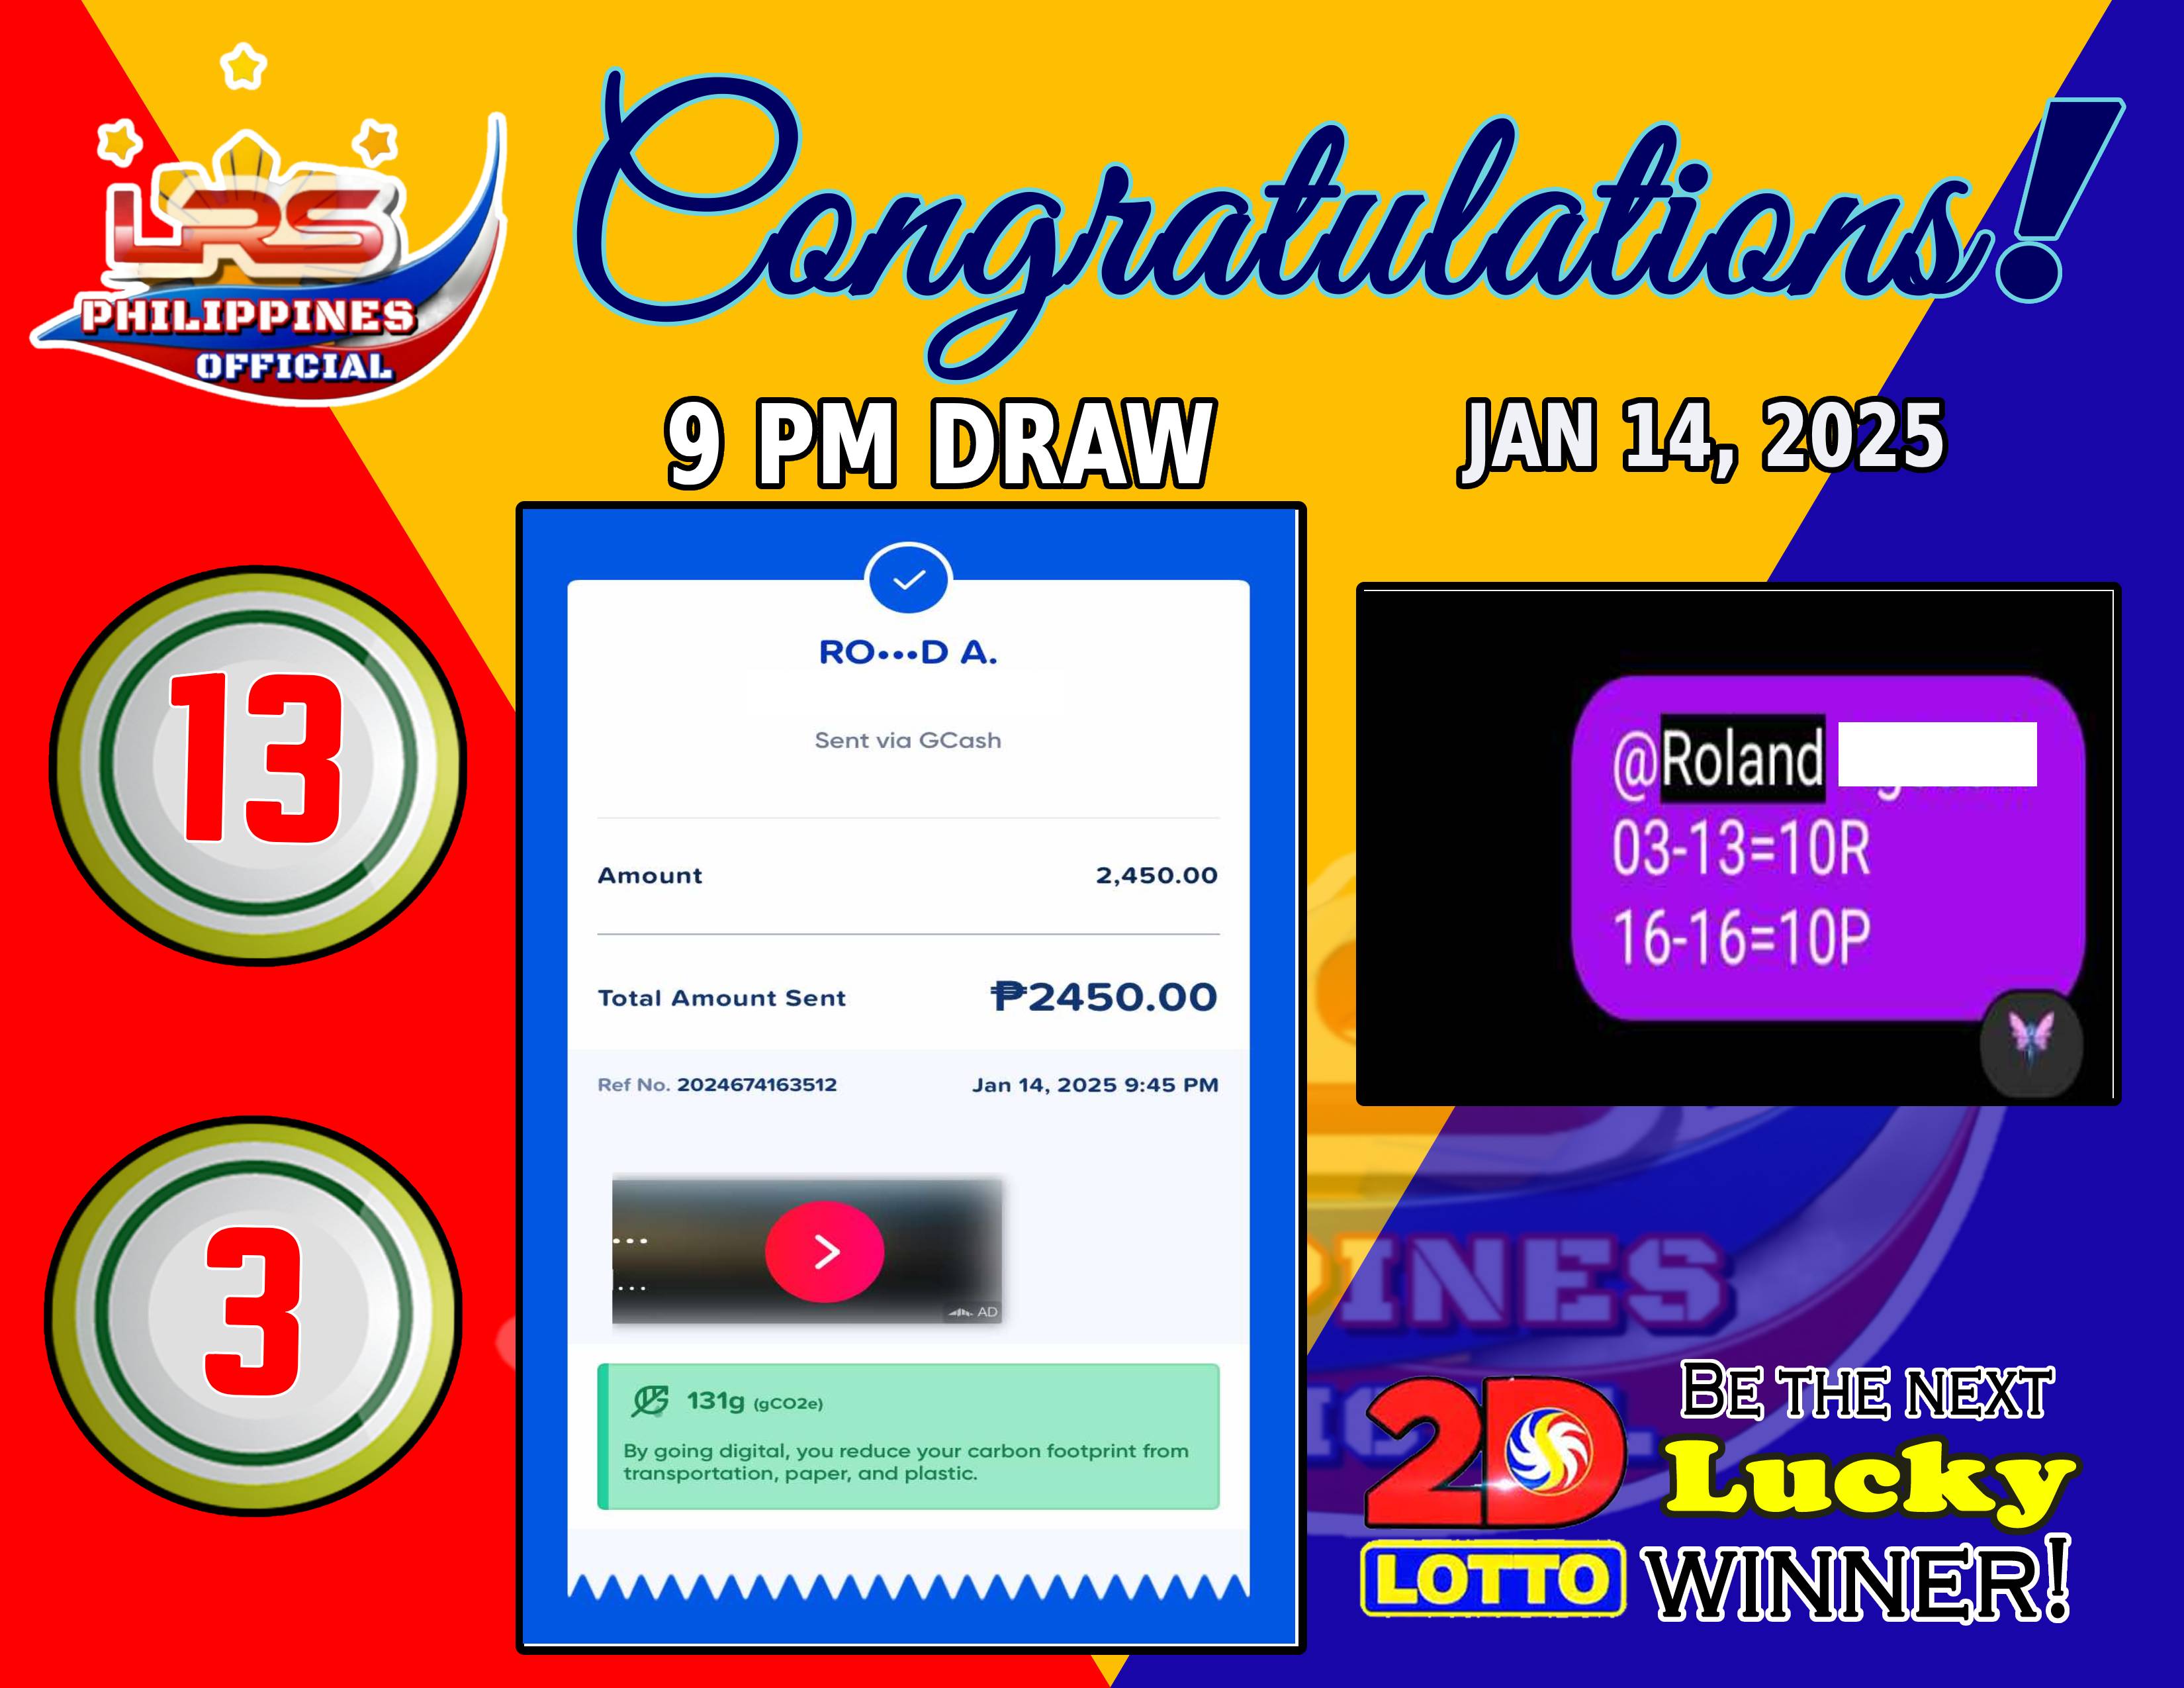 LRS
PHILIPPINES
OFFICIAL
Congratulations!
9 PM DRAW
JAN 14, 2025
13
3
RO•••D A.
Sent via GCash
Amount 2,450.00
Total Amount Sent ₱2450.00
Ref No. 2024674163512 Jan 14, 2025 9:45 PM
...
...
AD
131g (gCO2e)
By going digital, you reduce your carbon footprint from
transportation, paper, and plastic.
@Roland
03-13=10R
16-16=10P
PINES
2D
LOTTO
BE THE NEXT
Lucky
WINNER!